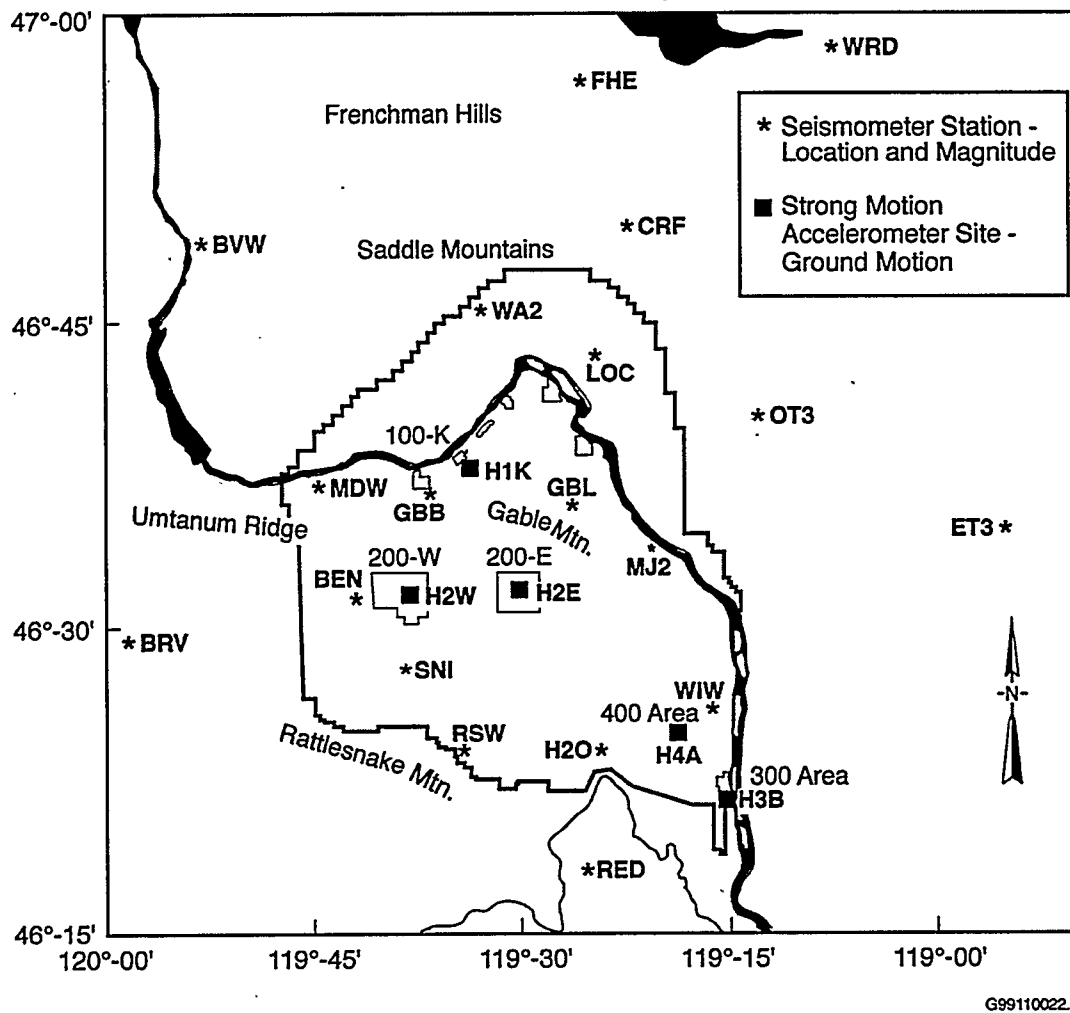 47°-00'
*WRD
*FHE
Frenchman Hills
* Seismometer Station -
Location and Magnitude
■ Strong Motion
Accelerometer Site -
Ground Motion
*CRF
*BVW
Saddle Mountains
46°-45'
*WA2
*
LOC
*OT3
100-K
■
H1K
*MDW
*
GBB
GBL
*
Gable Mtn.
Umtanum Ridge
ET3*
*
MJ2
200-W
200-E
BEN
*
■H2W
■H2E
46°-30'
*BRV
*SNI
WIW
*
400 Area
■
H4A
RSW
*
H2O*
Rattlesnake Mtn.
300 Area
■H3B
-N-
*RED
46°-15'
120°-00'
119°-45'
119°-30'
119°-15'
119°-00'
G99110022.